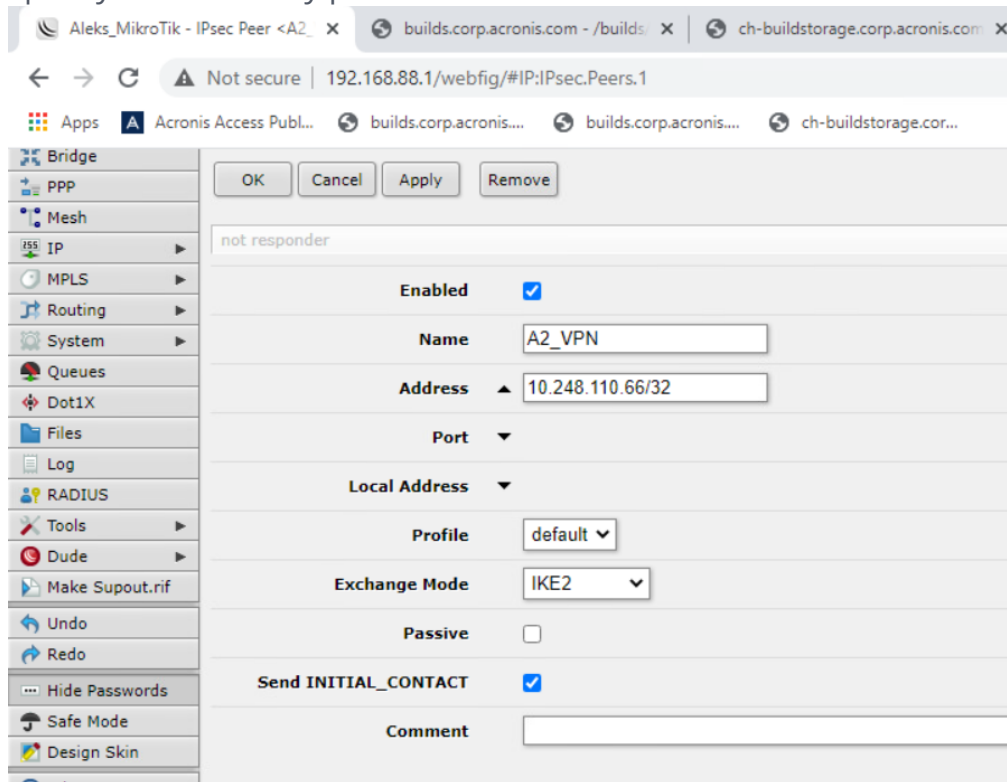 Aleks_MikroTik - IPsec Peer <A2_
builds.corp.acronis.com - /builds/
ch-buildstorage.corp.acronis.com
Not secure | 192.168.88.1/webfig/#IP:IPsec.Peers.1
Apps
Acronis Access Publ...
builds.corp.acronis....
builds.corp.acronis....
ch-buildstorage.cor...
Bridge
PPP
Mesh
IP
MPLS
Routing
System
Queues
Dot1X
Files
Log
RADIUS
Tools
Dude
Make Supout.rif
Undo
Redo
Hide Passwords
Safe Mode
Design Skin
OK
Cancel
Apply
Remove
not responder
Enabled
Name A2_VPN
Address 10.248.110.66/32
Port
Local Address
Profile default
Exchange Mode IKE2
Passive
Send INITIAL_CONTACT
Comment